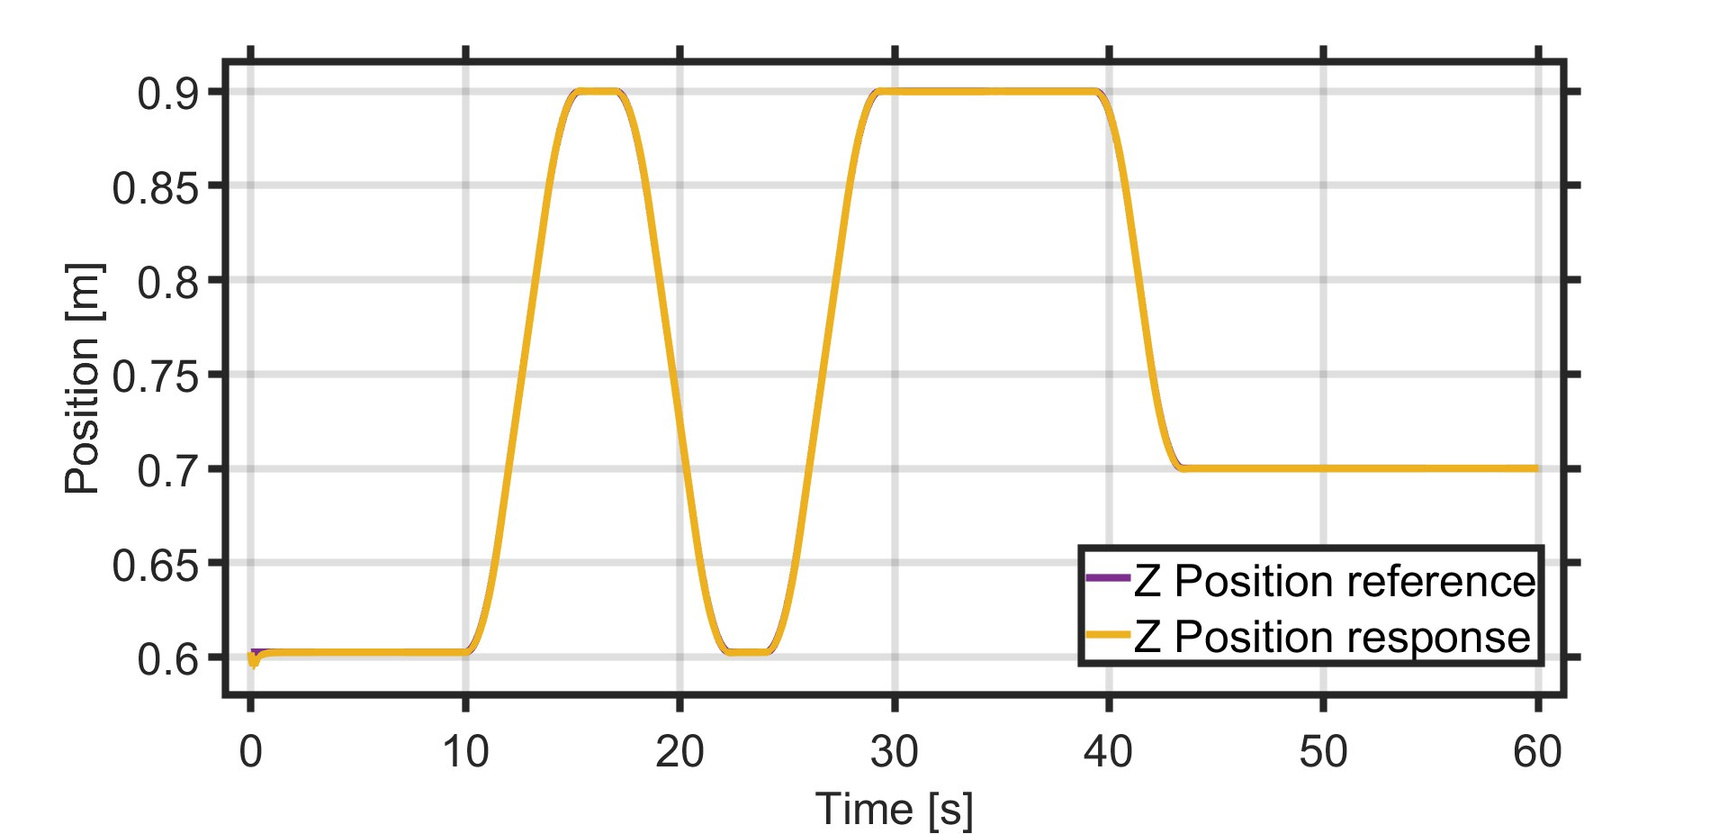 0.9
0.85
0.8
0.75
0.7
0.65
0.6
Position [m]
Z Position reference
Z Position response
0 10 20 30 40 50 60
Time [s]